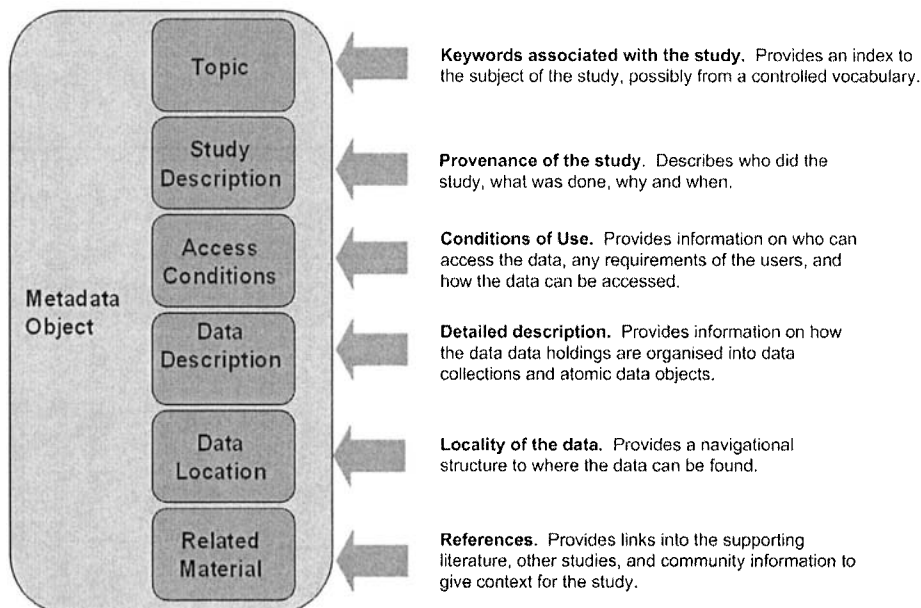 Metadata
Object
Topic
Keywords associated with the study. Provides an index to
the subject of the study, possibly from a controlled vocabulary.
Study
Description
Provenance of the study. Describes who did the
study, what was done, why and when.
Access
Conditions
Conditions of Use. Provides information on who can
access the data, any requirements of the users, and
how the data can be accessed.
Data
Description
Detailed description. Provides information on how
the data data holdings are organised into data
collections and atomic data objects.
Data
Location
Locality of the data. Provides a navigational
structure to where the data can be found.
Related
Material
References. Provides links into the supporting
literature, other studies, and community information to
give context for the study.